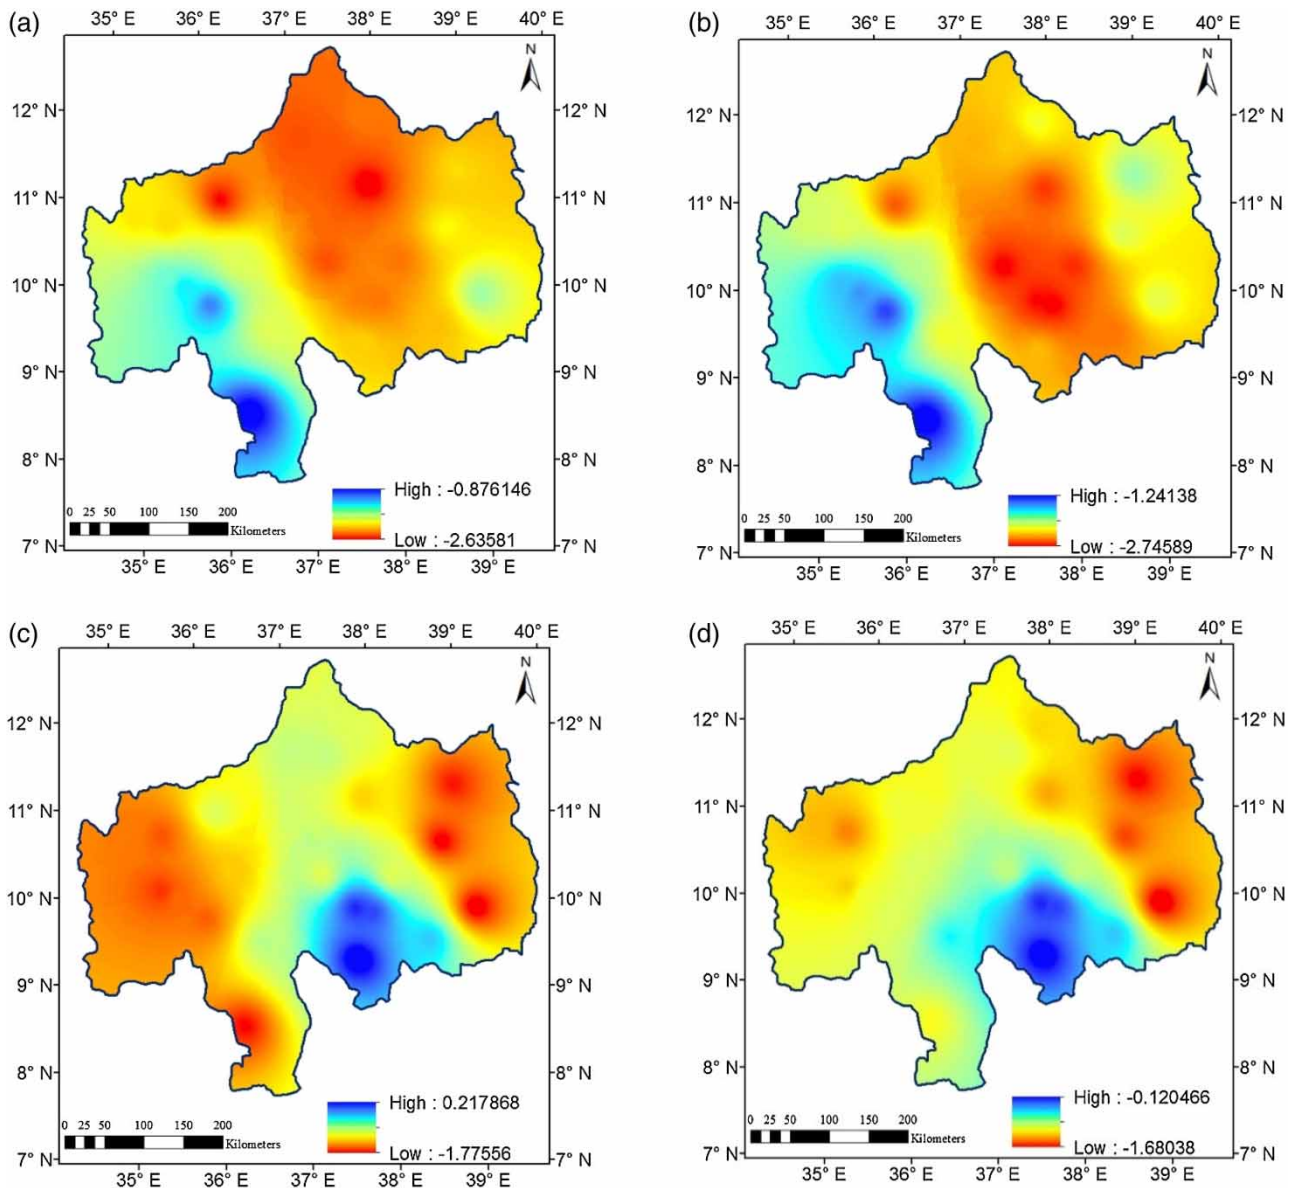 (a)
35° E 36° E 37° E 38° E 39° E 40° E
N
12° N 12° N
11° N 11° N
10° N 10° N
9° N 9° N
8° N 8° N
7° N 7° N
High : -0.876146
Low : -2.63581
0 25 50 100 150 200
Kilometers
35° E 36° E 37° E 38° E 39° E
(b)
35° E 36° E 37° E 38° E 39° E 40° E
N
12° N 12° N
11° N 11° N
10° N 10° N
9° N 9° N
8° N 8° N
7° N 7° N
High : -1.24138
Low : -2.74589
0 25 50 100 150 200
Kilometers
35° E 36° E 37° E 38° E 39° E
(c)
35° E 36° E 37° E 38° E 39° E 40° E
N
12° N 12° N
11° N 11° N
10° N 10° N
9° N 9° N
8° N 8° N
7° N 7° N
High : 0.217868
Low : -1.77556
0 25 50 100 150 200
Kilometers
35° E 36° E 37° E 38° E 39° E
(d)
35° E 36° E 37° E 38° E 39° E 40° E
N
12° N 12° N
11° N 11° N
10° N 10° N
9° N 9° N
8° N 8° N
7° N 7° N
High : -0.120466
Low : -1.68038
0 25 50 100 150 200
Kilometers
35° E 36° E 37° E 38° E 39° E